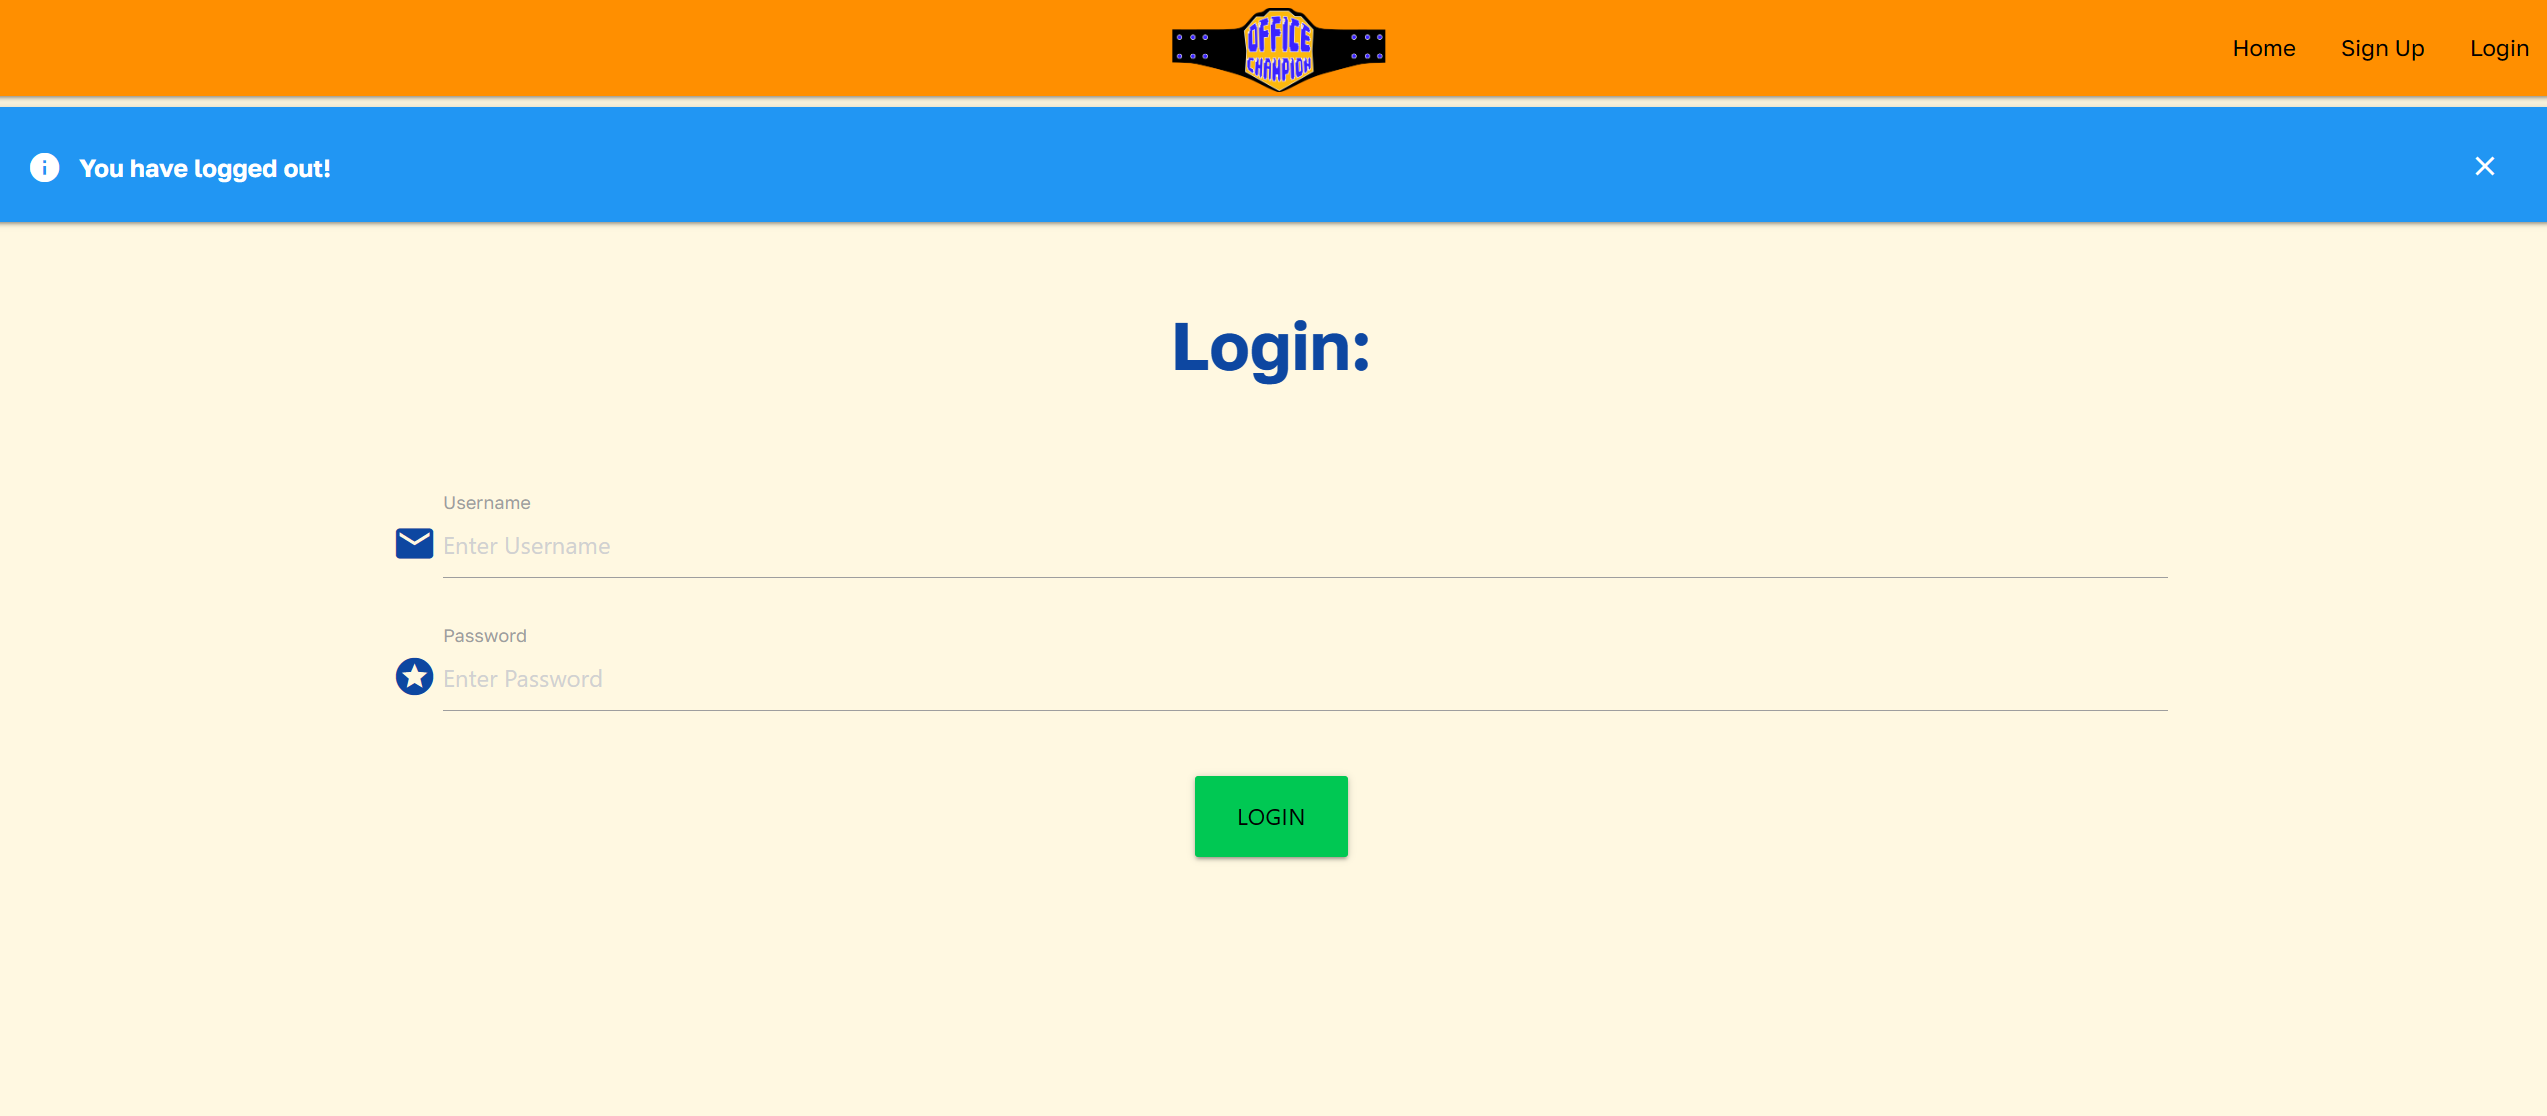 OFFICE
CHAMPION
Home Sign Up Login
You have logged out!
Login:
Username
Enter Username
Password
Enter Password
LOGIN